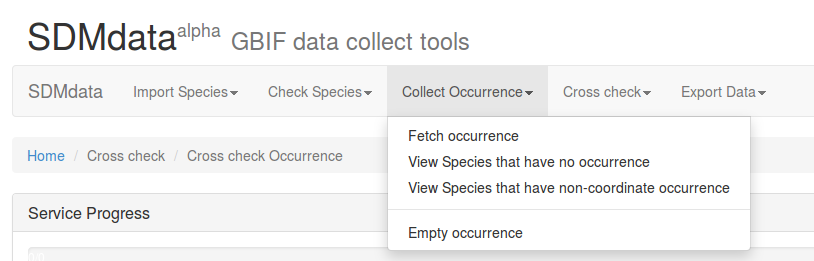 SDMdataalpha GBIF data collect tools
SDMdata Import Species Check Species Collect Occurrence Cross check Export Data
Home / Cross check / Cross check Occurrence
Fetch occurrence
View Species that have no occurrence
View Species that have non-coordinate occurrence
Service Progress
Empty occurrence